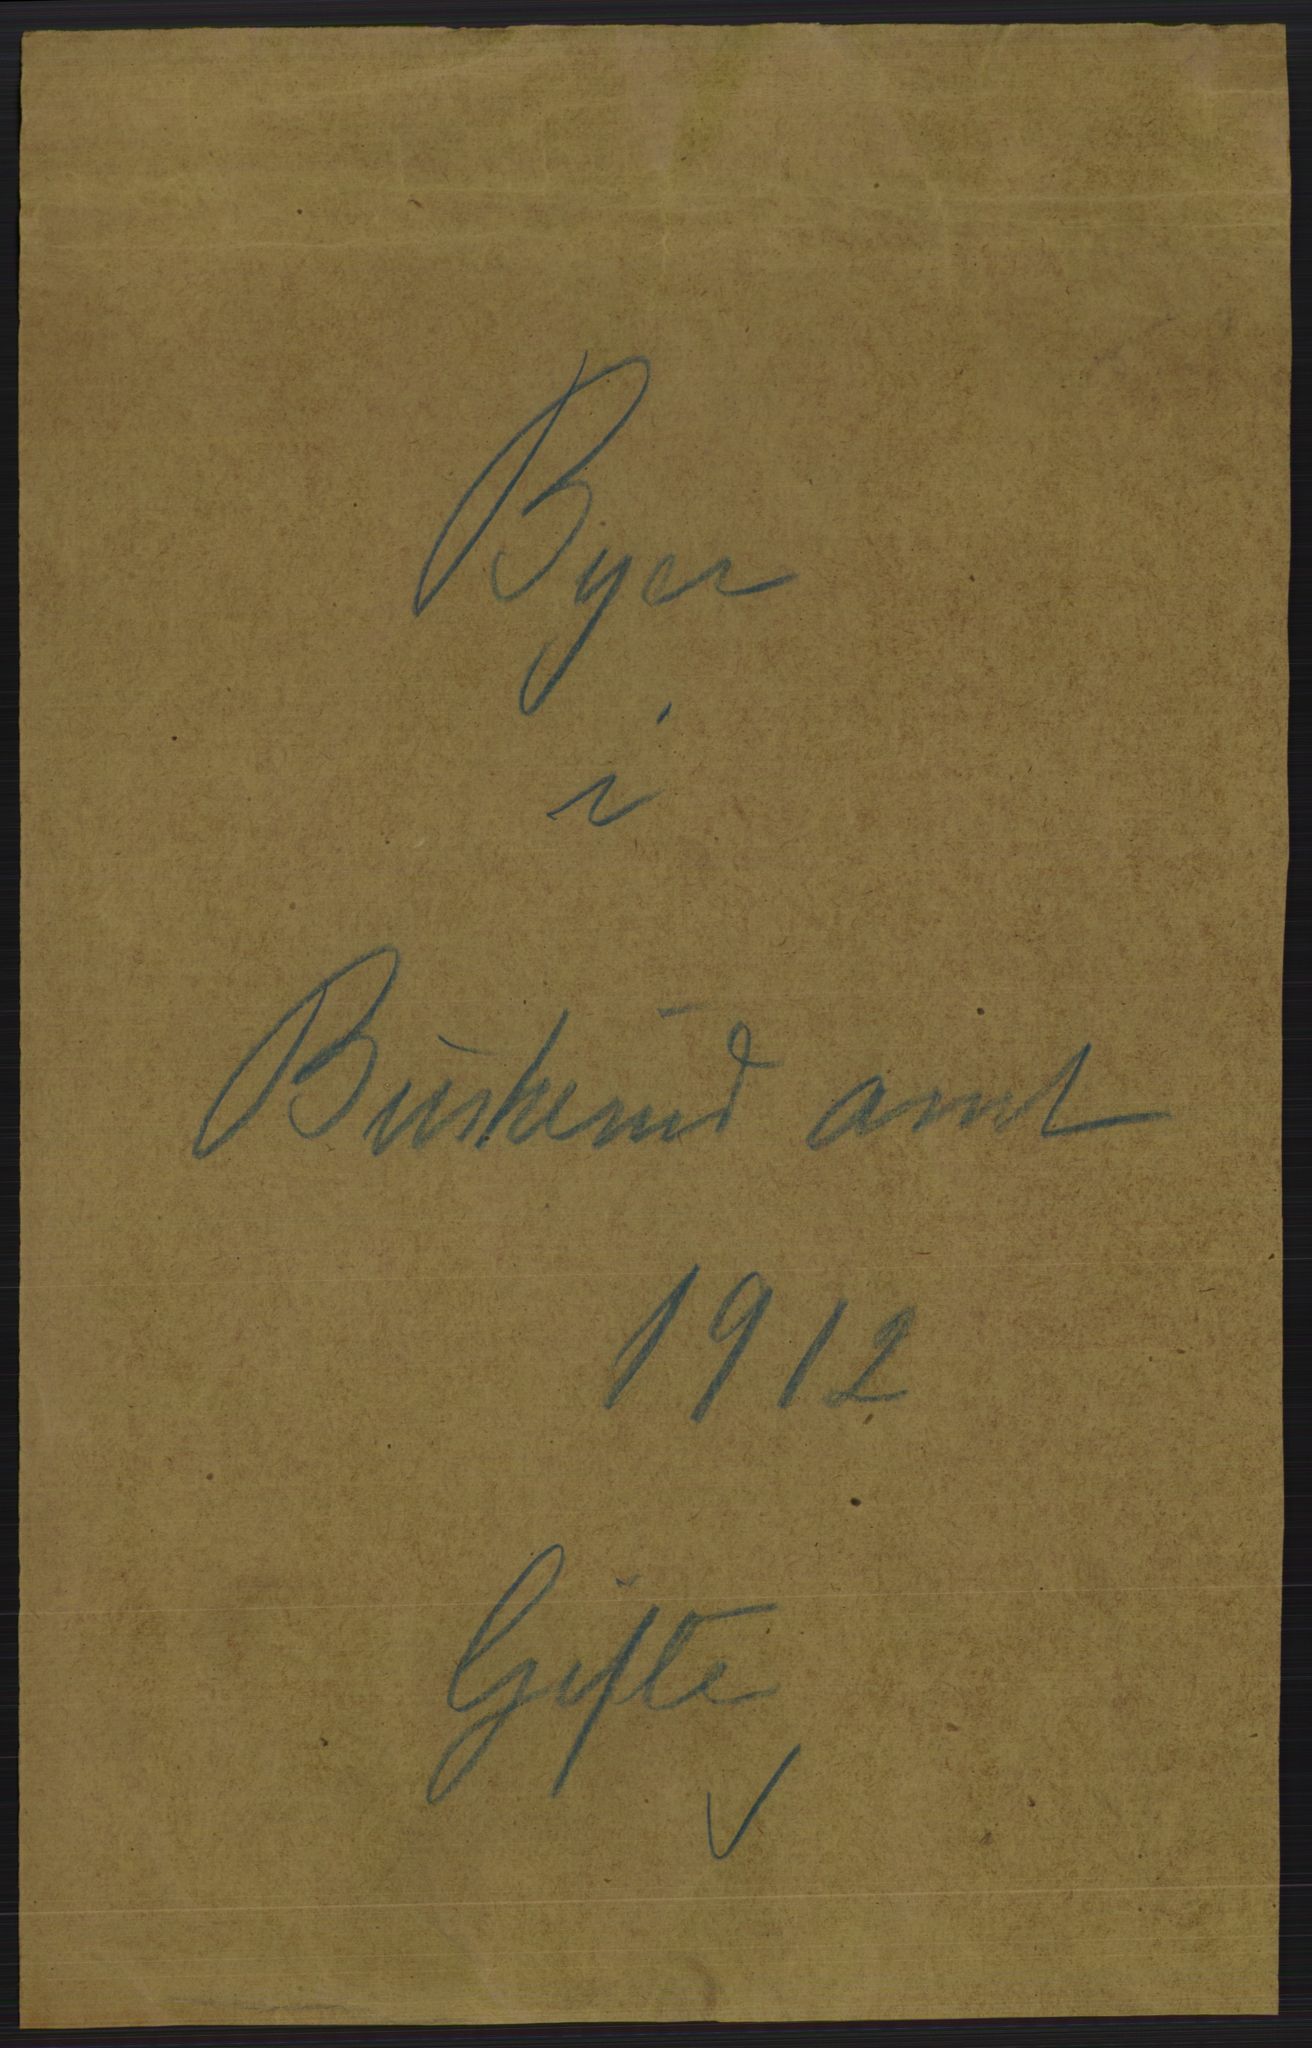 Byer
i
Buskerud amt
1912
Gifte
✓